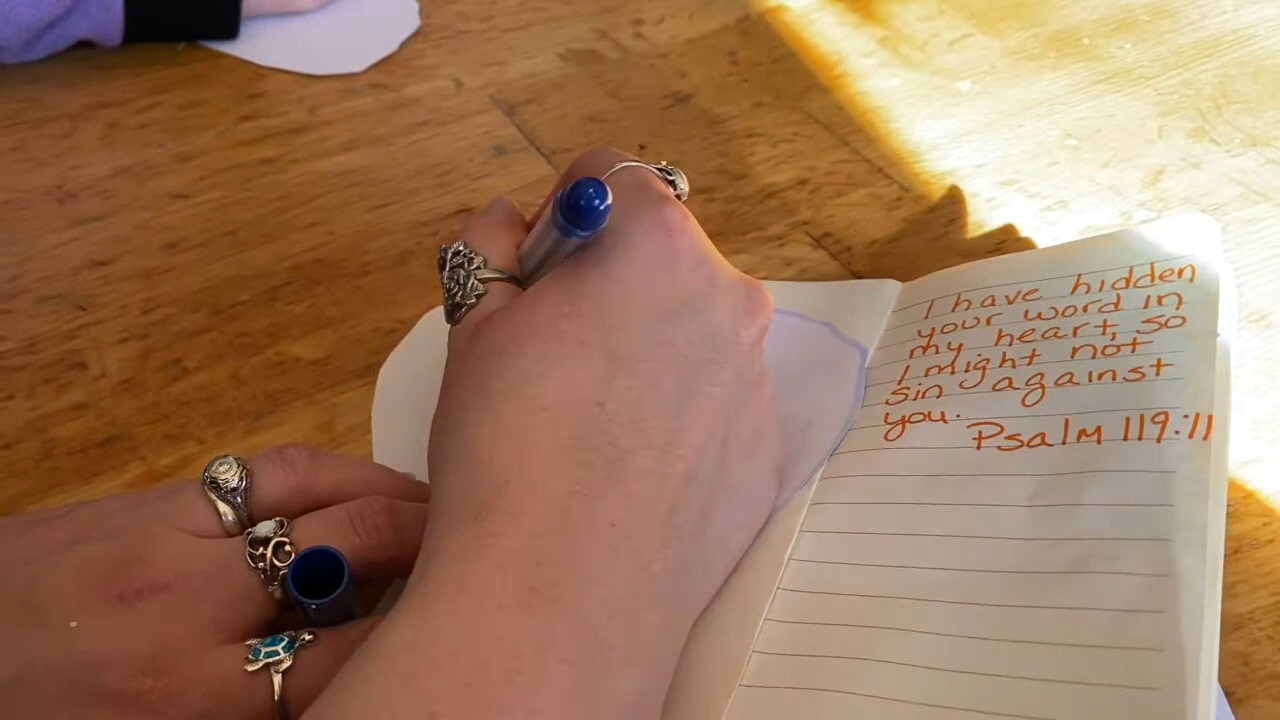 I have hidden
your word in
my heart, so
I might not
sin against
you.
Psalm 119:11